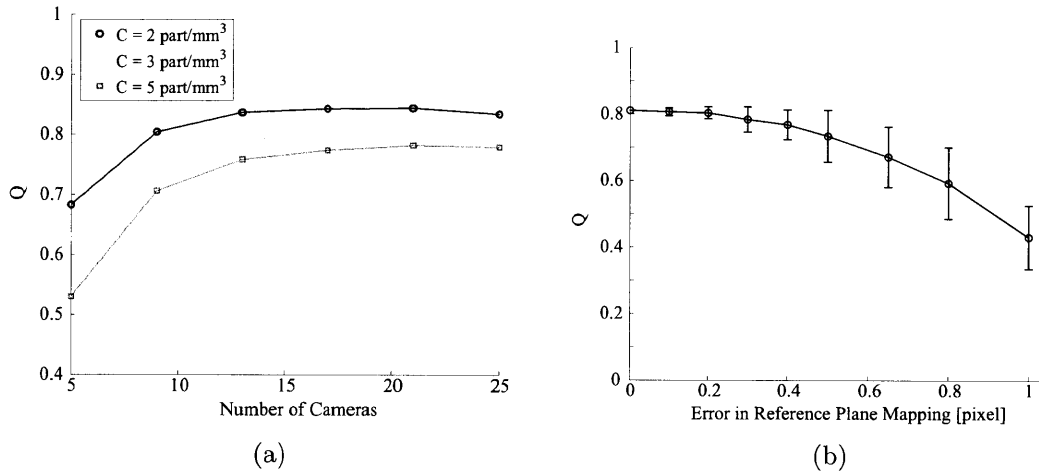 1
0.9
0.8
0.7
0.6
0.5
0.4
Q
C = 2 part/mm³
C = 3 part/mm³
C = 5 part/mm³
5
10
15
20
25
Number of Cameras
(a)
1
0.8
0.6
0.4
0.2
0
Q
0
0.2
0.4
0.6
0.8
1
Error in Reference Plane Mapping [pixel]
(b)